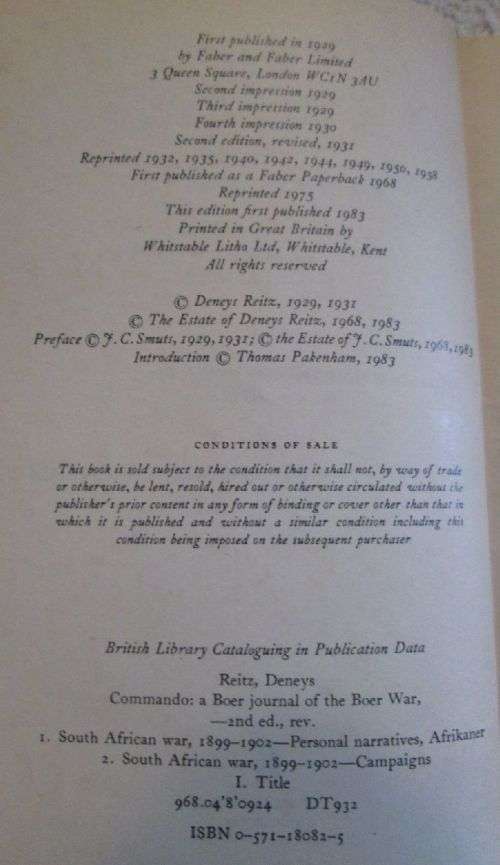 First published in 1929
by Faber and Faber Limited
3 Queen Square, London WC1N 3AU
Second impression 1929
Third impression 1929
Fourth impression 1930
Second edition, revised, 1931
Reprinted 1932, 1935, 1940, 1942, 1944, 1949, 1950, 1958
First published as a Faber Paperback 1968
Reprinted 1975
This edition first published 1983
Printed in Great Britain by
Whitstable Litho Ltd, Whitstable, Kent
All rights reserved
© Deneys Reitz, 1929, 1931
© The Estate of Deneys Reitz, 1968, 1983
Preface © J. C. Smuts, 1929, 1931; © the Estate of J. C. Smuts, 1968, 1983
Introduction © Thomas Pakenham, 1983
CONDITIONS OF SALE
This book is sold subject to the condition that it shall not, by way of trade
or otherwise, be lent, resold, hired out or otherwise circulated without the
publisher's prior consent in any form of binding or cover other than that in
which it is published and without a similar condition including this
condition being imposed on the subsequent purchaser
British Library Cataloguing in Publication Data
Reitz, Deneys
Commando: a Boer journal of the Boer War,
—2nd ed., rev.
1. South African war, 1899–1902—Personal narratives, Afrikaner
2. South African war, 1899–1902—Campaigns
I. Title
968.04'8'0924 DT932
ISBN 0–571–18082–5